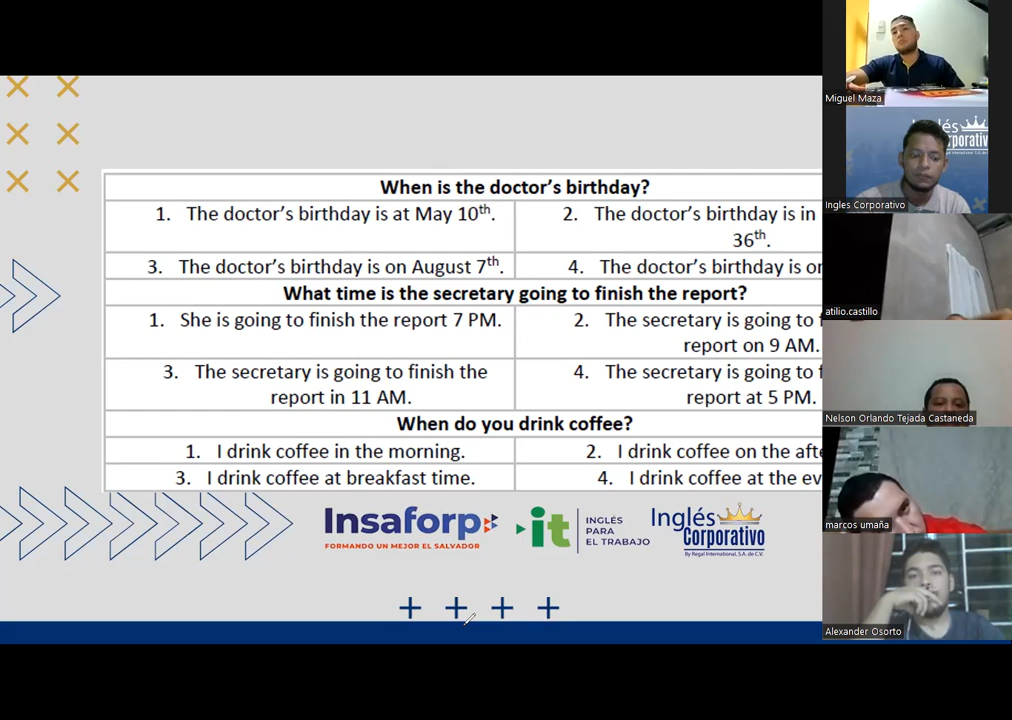 When is the doctor's birthday?
1. The doctor's birthday is at May 10th.
2. The doctor's birthday is in
36th.
3. The doctor's birthday is on August 7th.
4. The doctor's birthday is
What time is the secretary going to finish the report?
1. She is going to finish the report 7 PM.
2. The secretary is going to
report on 9 AM.
3. The secretary is going to finish the
report in 11 AM.
4. The secretary is going to
report at 5 PM.
When do you drink coffee?
1. I drink coffee in the morning.
2. I drink coffee on the
3. I drink coffee at breakfast time.
4. I drink coffee at the
Insaforp
FORMANDO UN MEJOR EL SALVADOR
it
INGLÉS
PARA
EL TRABAJO
Inglés
Corporativo
By Regal International, S.A. de C.V.
Miguel Maza
Ingles Corporativo
atilio.castillo
Nelson Orlando Tejada Castaneda
marcos umaña
Alexander Osorto